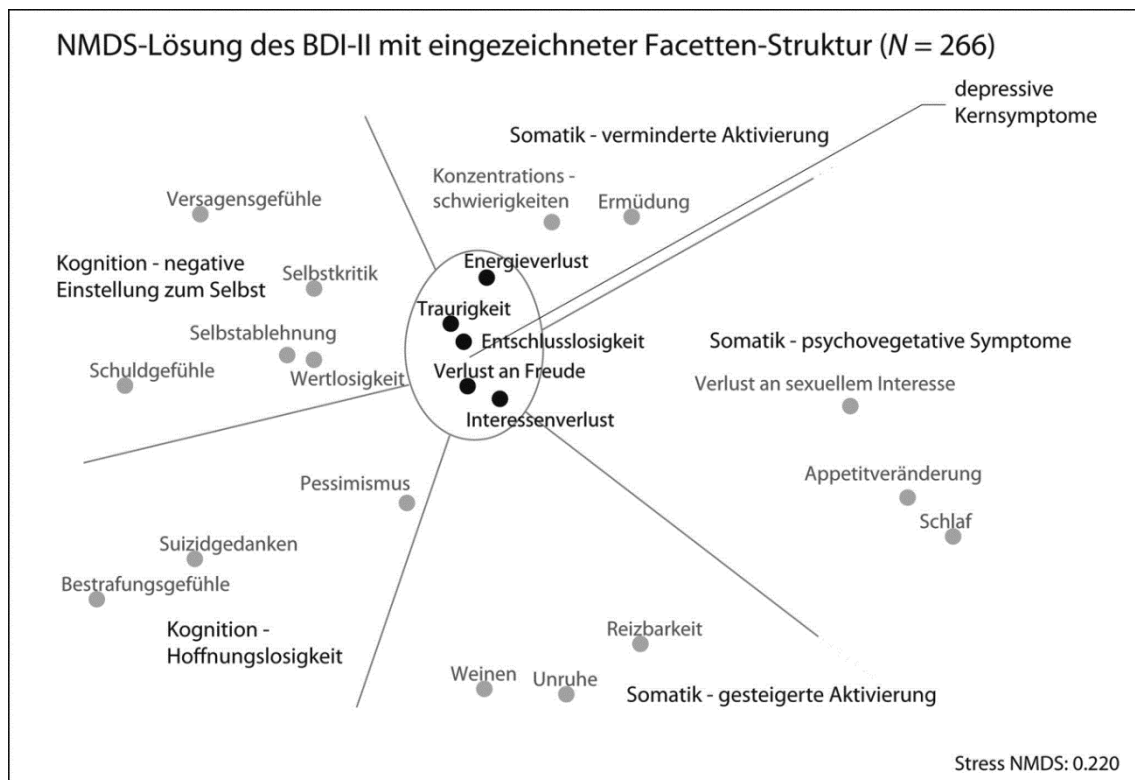 NMDS-Lösung des BDI-II mit eingezeichneter Facetten-Struktur (N = 266)
depressive
Kernsymptome
Somatik - verminderte Aktivierung
Konzentrations -
schwierigkeiten
Ermüdung
Versagensgefühle
Kognition - negative
Einstellung zum Selbst
Selbstkritik
Energieverlust
Traurigkeit
Entschlusslosigkeit
Selbstablehnung
Wertlosigkeit
Schuldgefühle
Verlust an Freude
Interessenverlust
Somatik - psychovegetative Symptome
Verlust an sexuellem Interesse
Appetitveränderung
Schlaf
Pessimismus
Suizidgedanken
Bestrafungsgefühle
Kognition -
Hoffnungslosigkeit
Reizbarkeit
Weinen
Unruhe
Somatik - gesteigerte Aktivierung
Stress NMDS: 0.220